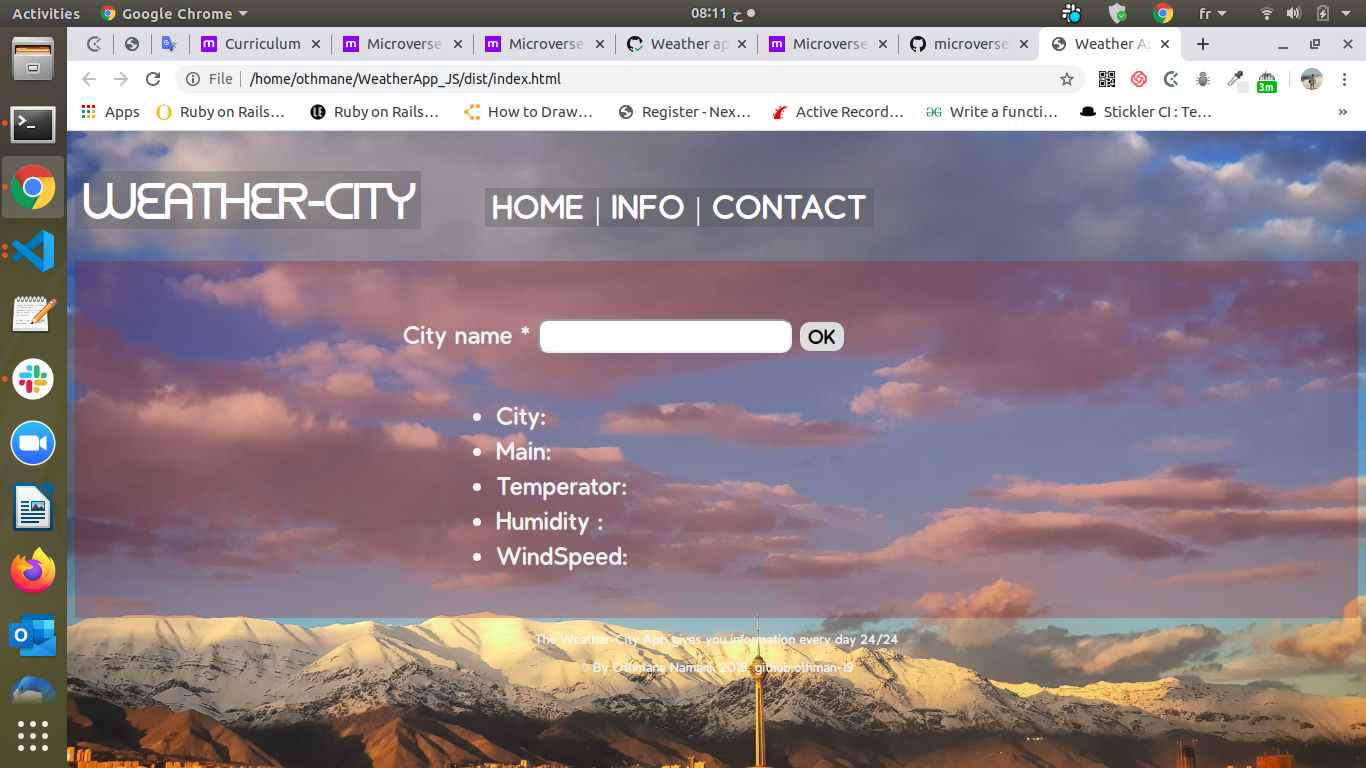 Activities Google Chrome 08:11 خ fr
Curriculum Microverse Microverse Weather ap Microverse microverse Weather Ap
File /home/othmane/WeatherApp_JS/dist/index.html 3m
Apps Ruby on Rails… Ruby on Rails… How to Draw… Register - Nex… Active Record… Write a functi… Stickler CI : Te… »
WEATHER-CITY
HOME | INFO | CONTACT
City name * OK
City:
Main:
Temperator:
Humidity :
WindSpeed:
The Weather-City App gives you information every day 24/24
© By Othmane Namani, 2019, github:othman-19